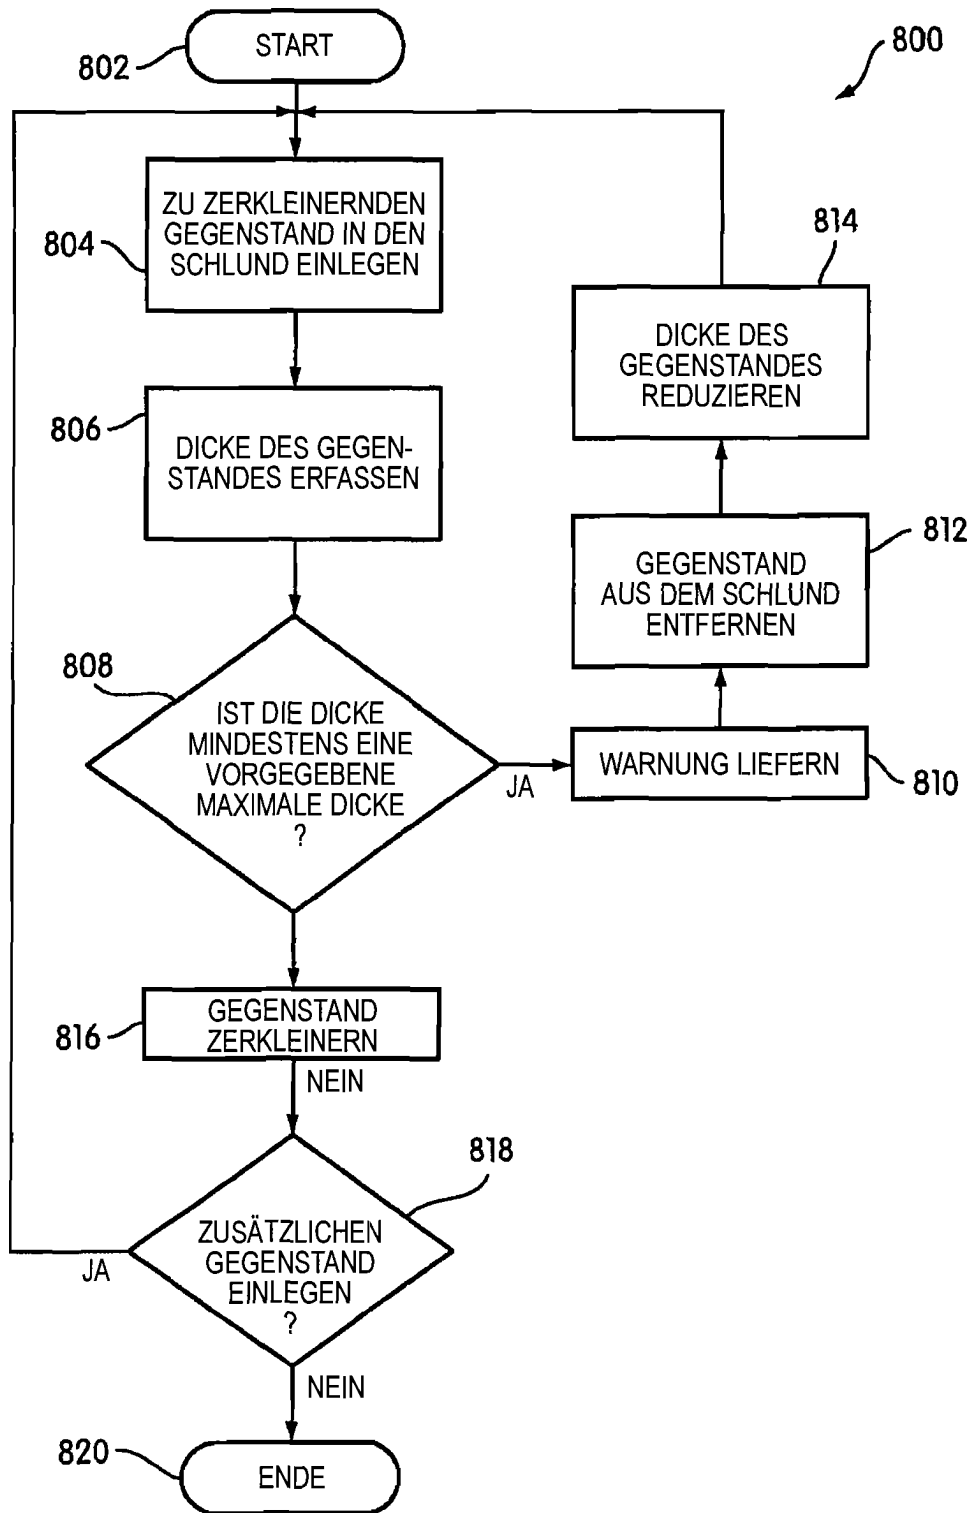 START
802
800
ZU ZERKLEINERNDEN
GEGENSTAND IN DEN
SCHLUND EINLEGEN
804
814
DICKE DES
GEGENSTANDES
REDUZIEREN
806
DICKE DES GEGEN-
STANDES ERFASSEN
812
GEGENSTAND
AUS DEM SCHLUND
ENTFERNEN
808
IST DIE DICKE
MINDESTENS EINE
VORGEGEBENE
MAXIMALE DICKE
?
JA
WARNUNG LIEFERN
810
GEGENSTAND
ZERKLEINERN
816
NEIN
818
ZUSÄTZLICHEN
GEGENSTAND
EINLEGEN
?
JA
NEIN
820
ENDE